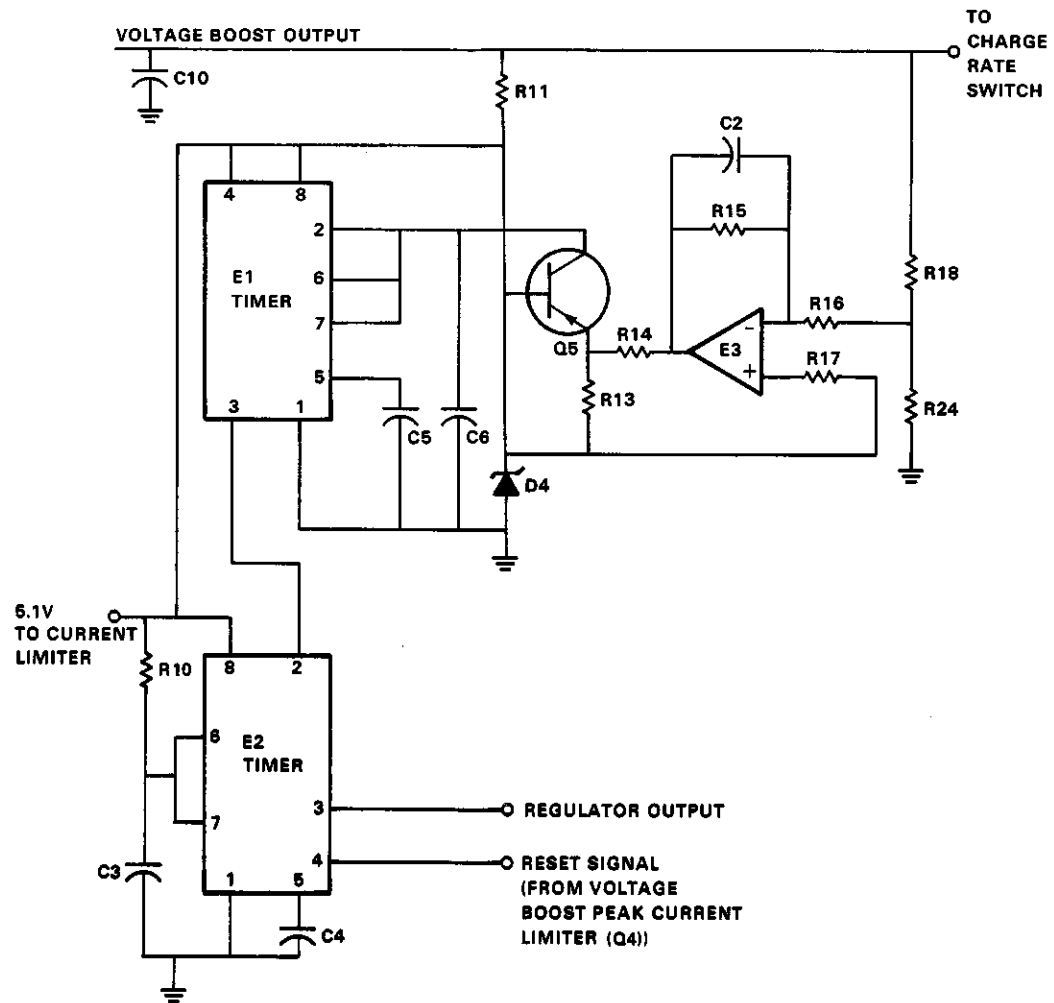 VOLTAGE BOOST OUTPUT
TO
CHARGE
RATE
SWITCH
C10
R11
C2
4
8
2
R15
E1
TIMER
6
R18
7
R16
-
Q5
R14
E3
R17
+
5
R13
R24
3
1
C5
C6
D4
5.1V
TO CURRENT
LIMITER
R10
8
2
6
E2
TIMER
3
REGULATOR OUTPUT
7
4
RESET SIGNAL
(FROM VOLTAGE
BOOST PEAK CURRENT
LIMITER (Q4))
C3
1
5
C4